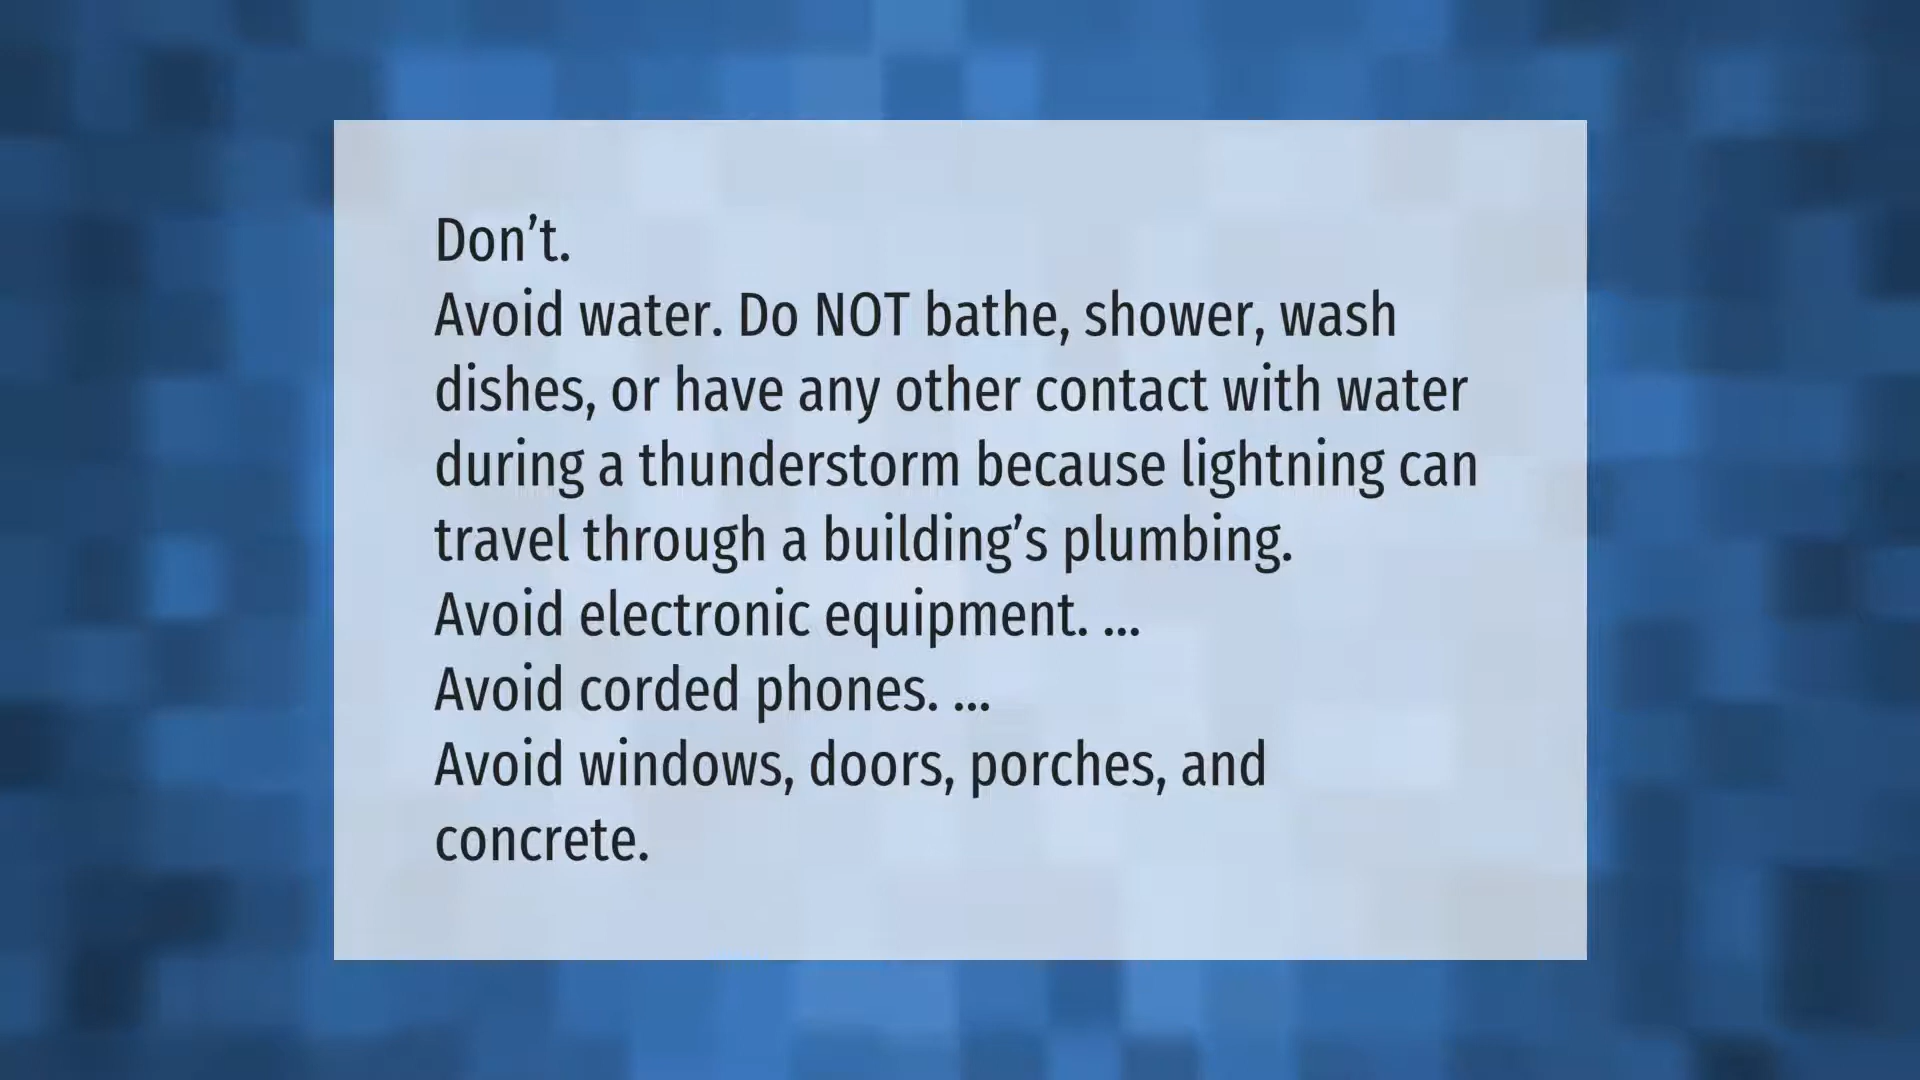 Don’t.
Avoid water. Do NOT bathe, shower, wash
dishes, or have any other contact with water
during a thunderstorm because lightning can
travel through a building’s plumbing.
Avoid electronic equipment. ...
Avoid corded phones. ...
Avoid windows, doors, porches, and
concrete.